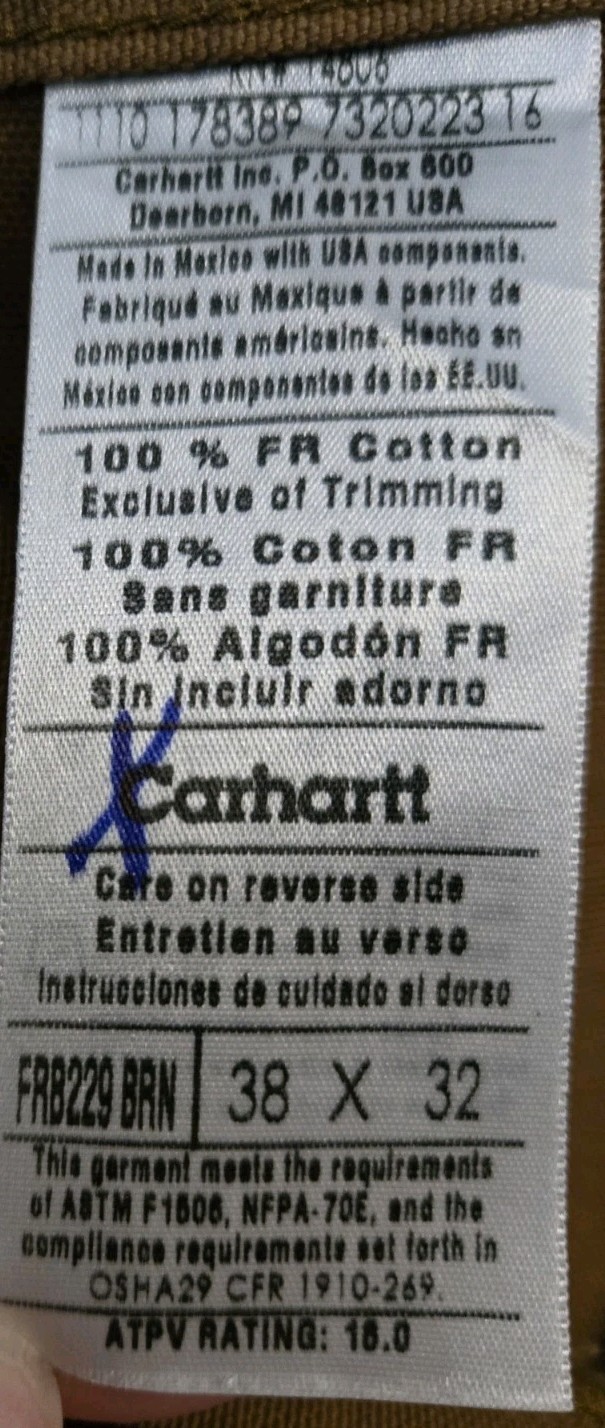 RN# 14806
1110 178389 7320223 16
Carhartt Inc. P.O. Box 600
Dearborn, MI 48121 USA
Made in Mexico with USA components.
Fabriqué au Mexique à partir de
composants américains. Hecho en
México con componentes de los EE.UU.
100 % FR Cotton
Exclusive of Trimming
100% Coton FR
Sans garniture
100% Algodón FR
Sin incluir adorno
Carhartt
Care on reverse side
Entretien au verso
Instrucciones de cuidado al dorso
FRB229 BRN 38 X 32
This garment meets the requirements
of ASTM F1506, NFPA-70E, and the
compliance requirements set forth in
OSHA29 CFR 1910-269.
ATPV RATING: 16.0